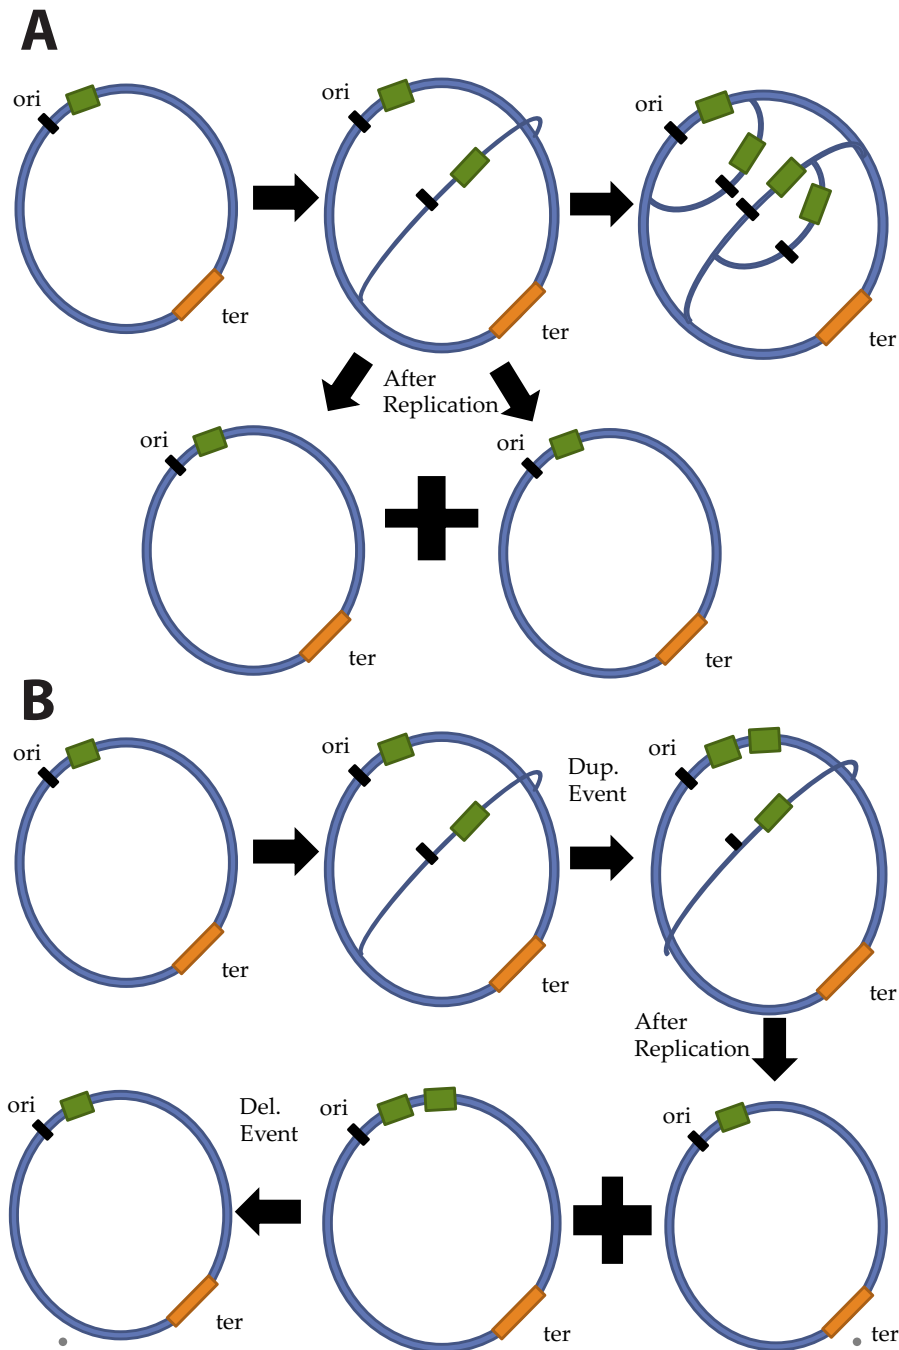 A
ori
ori
ori
ter
ter
ter
After
Replication
ori
ori
ter
ter
B
ori
ori
Dup.
Event
ori
ter
ter
ter
After
Replication
ori
Del.
Event
ori
ori
ter
ter
ter